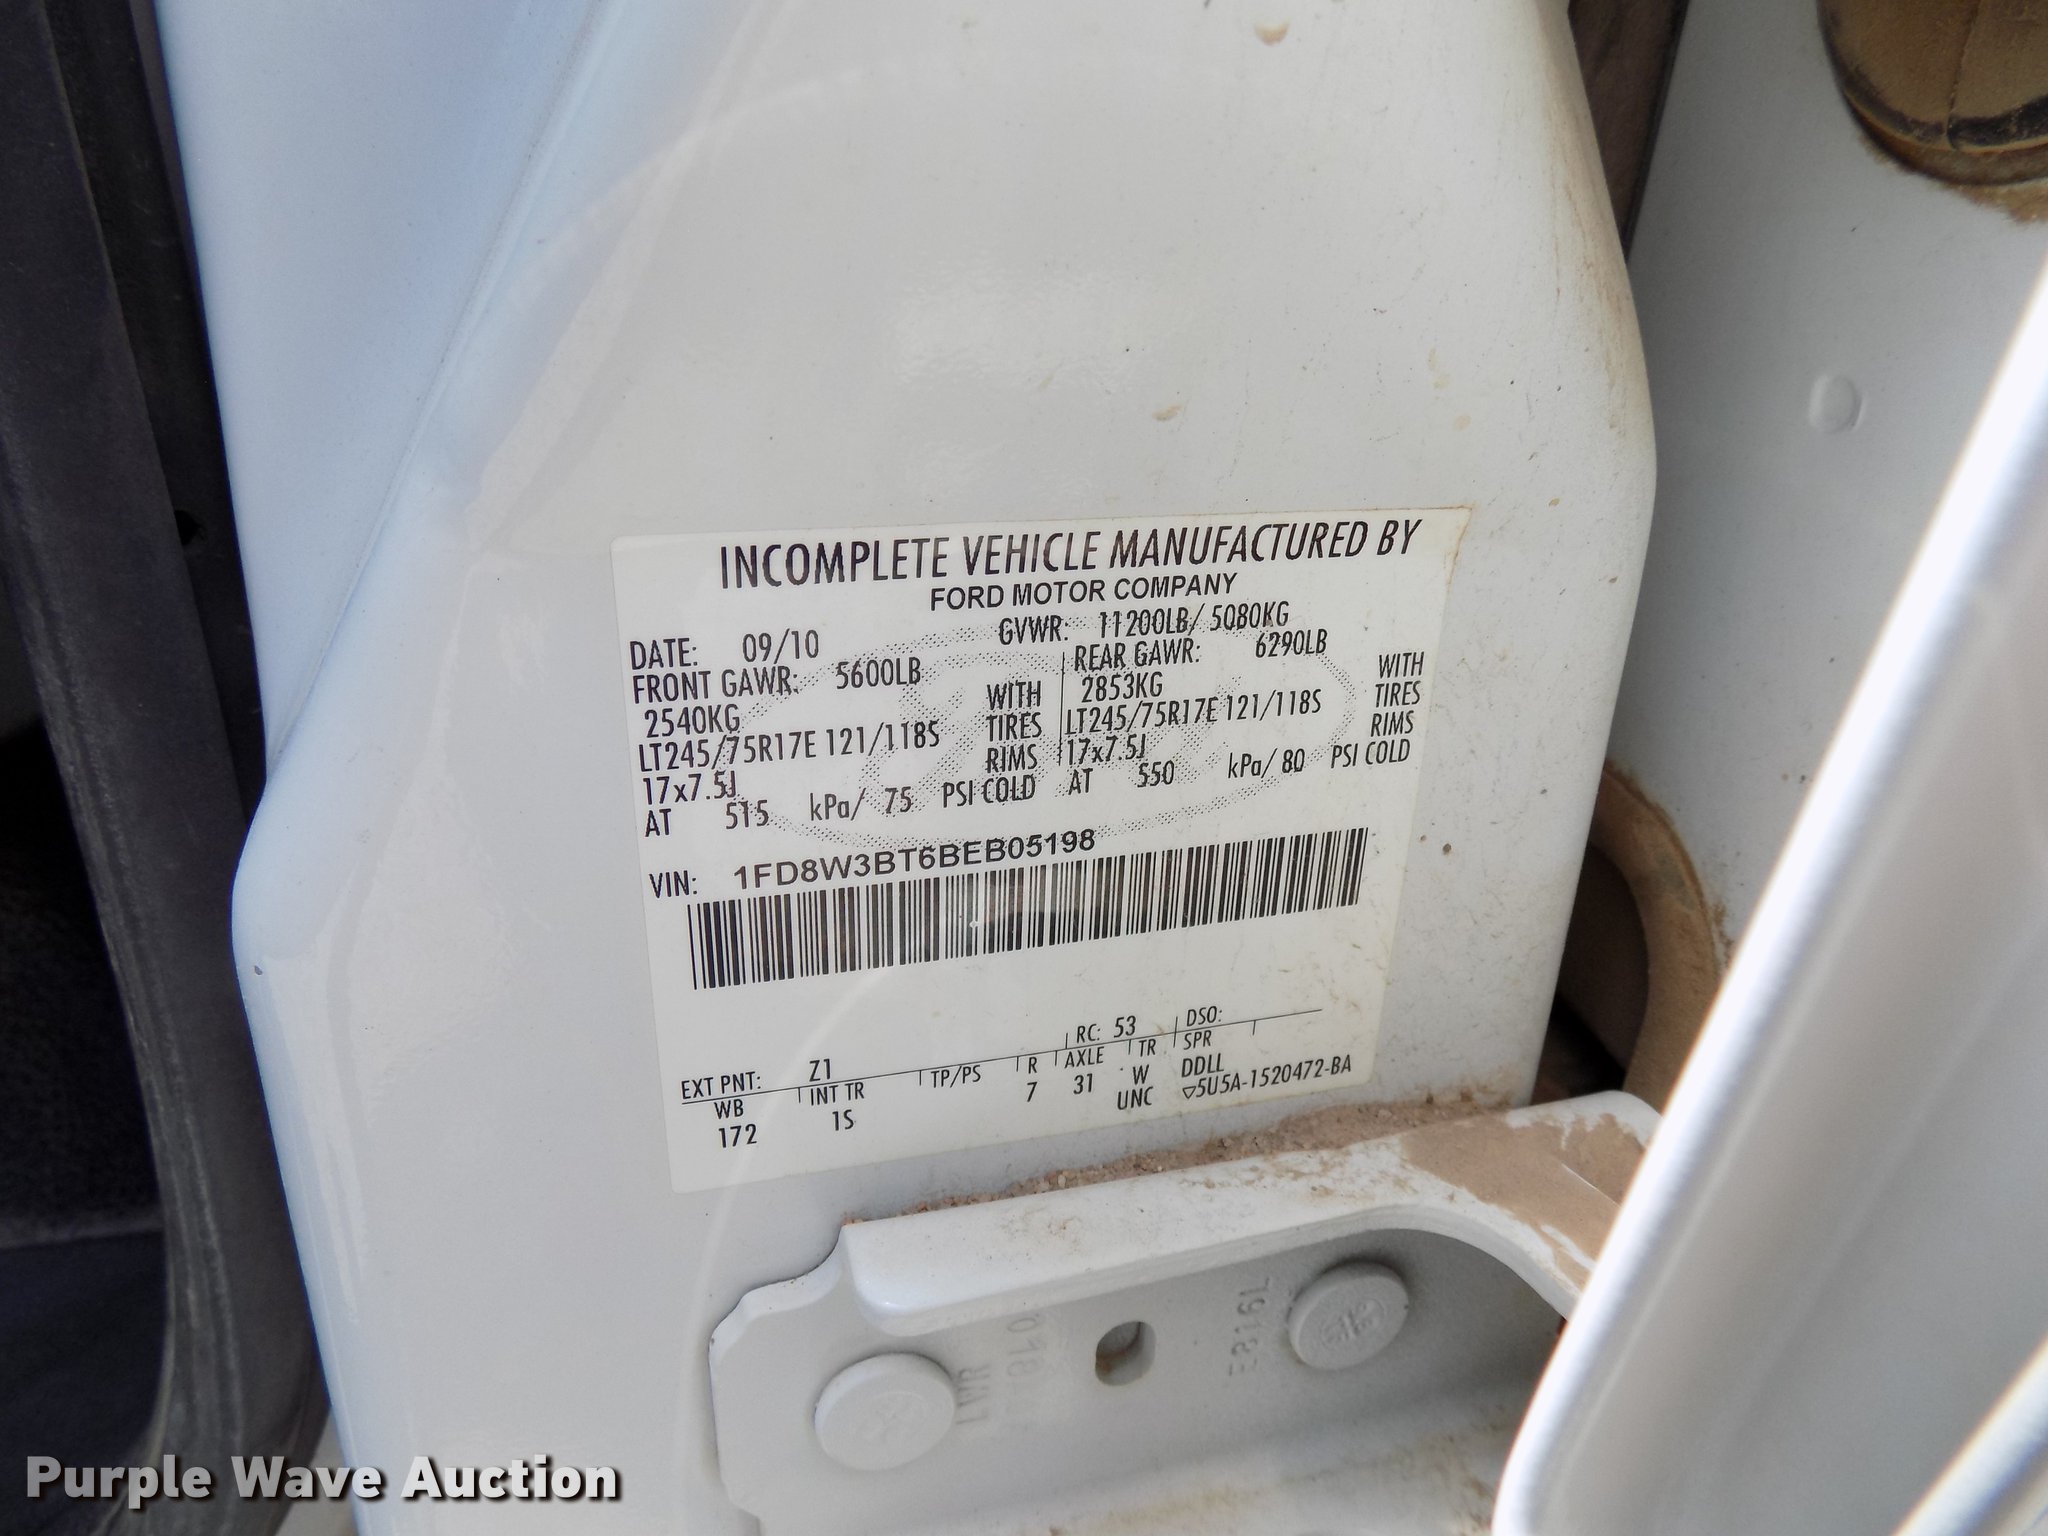 INCOMPLETE VEHICLE MANUFACTURED BY
FORD MOTOR COMPANY
DATE: 09/10 GVWR: 11200LB/ 5080KG
FRONT GAWR: 5600LB REAR GAWR: 6290LB
2540KG WITH 2853KG WITH
LT245/75R17E 121/118S TIRES LT245/75R17E 121/118S TIRES
17x7.5J RIMS 17x7.5J RIMS
AT 515 kPa/ 75 PSI COLD AT 550 kPa/ 80 PSI COLD
VIN: 1FD8W3BT6BEB05198
EXT PNT: Z1 RC: 53 DSO:
WB INT TR TP/PS R AXLE TR SPR
172 1S 7 31 W DDLL
UNC ▽5U5A-1520472-BA
LWR
Purple Wave Auction